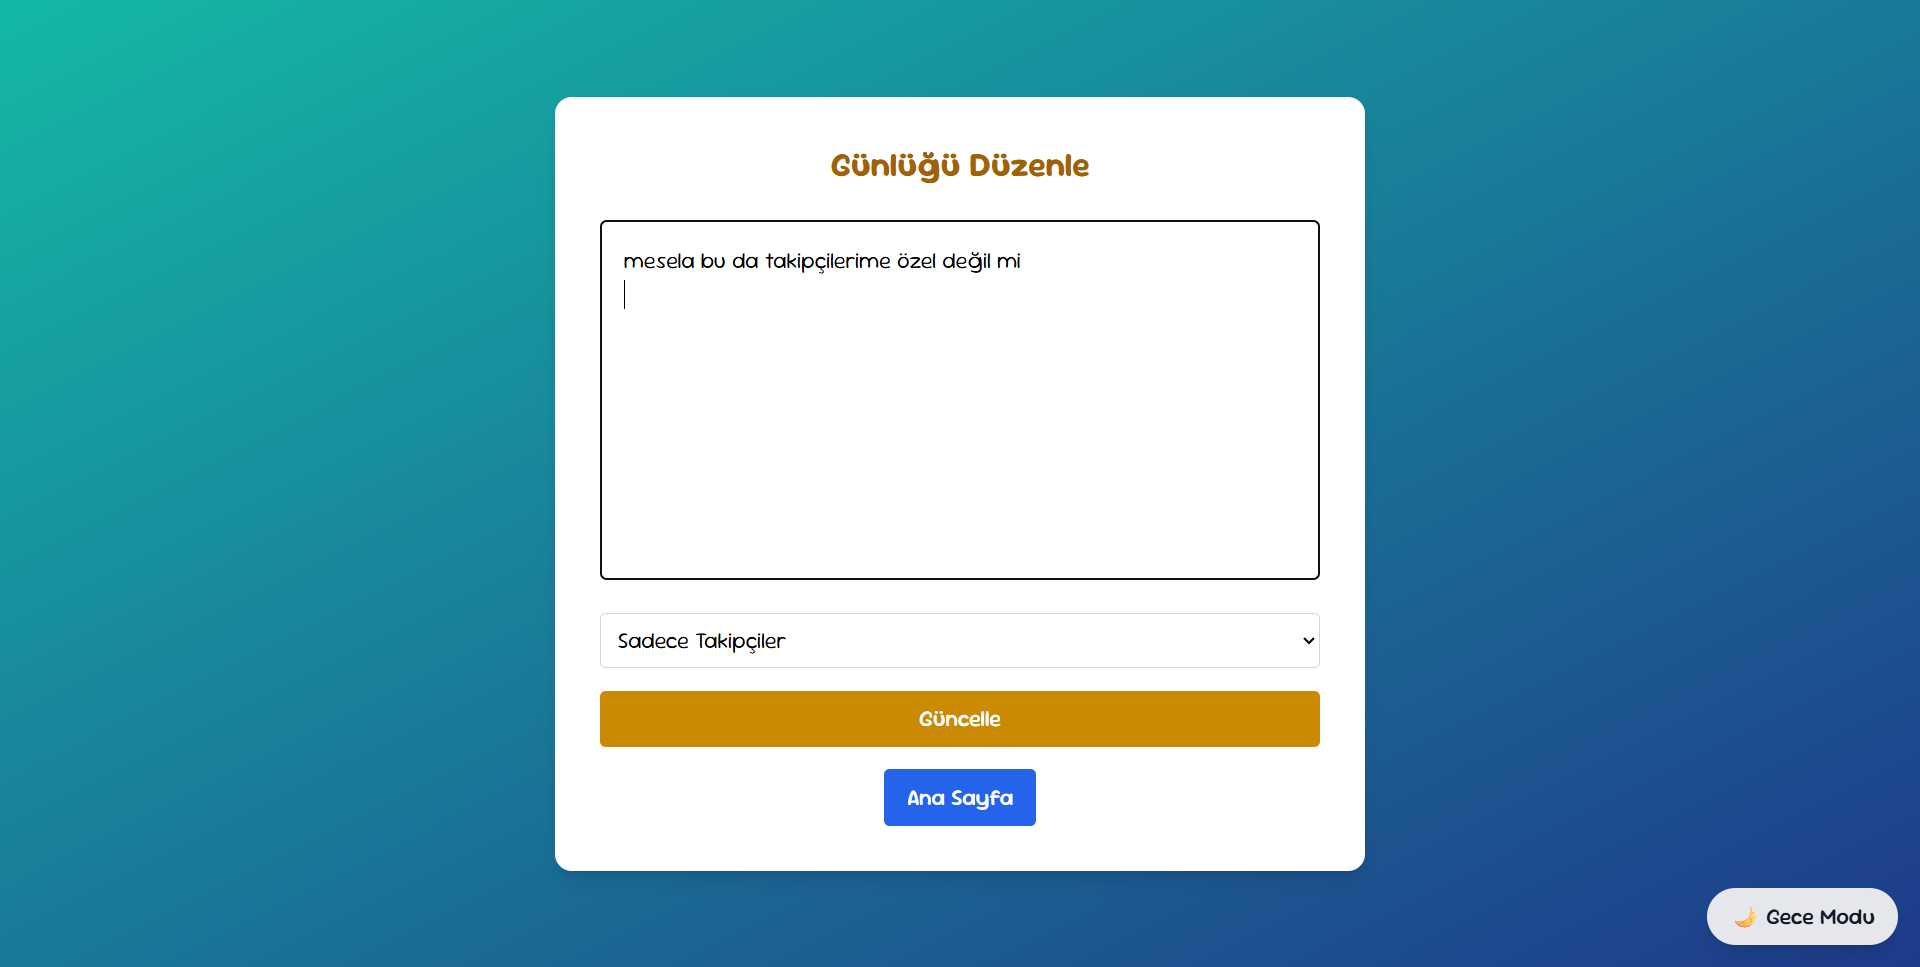 Günlüğü Düzenle
mesela bu da takipçilerime özel değil mi
Sadece Takipçiler
Güncelle
Ana Sayfa
🌙 Gece Modu